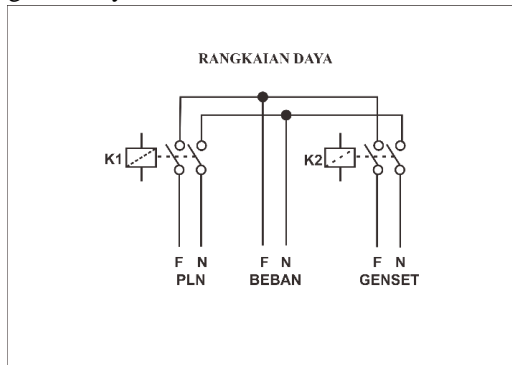 RANGKAIAN DAYA
K1
K2
F N F N F N
PLN BEBAN GENSET